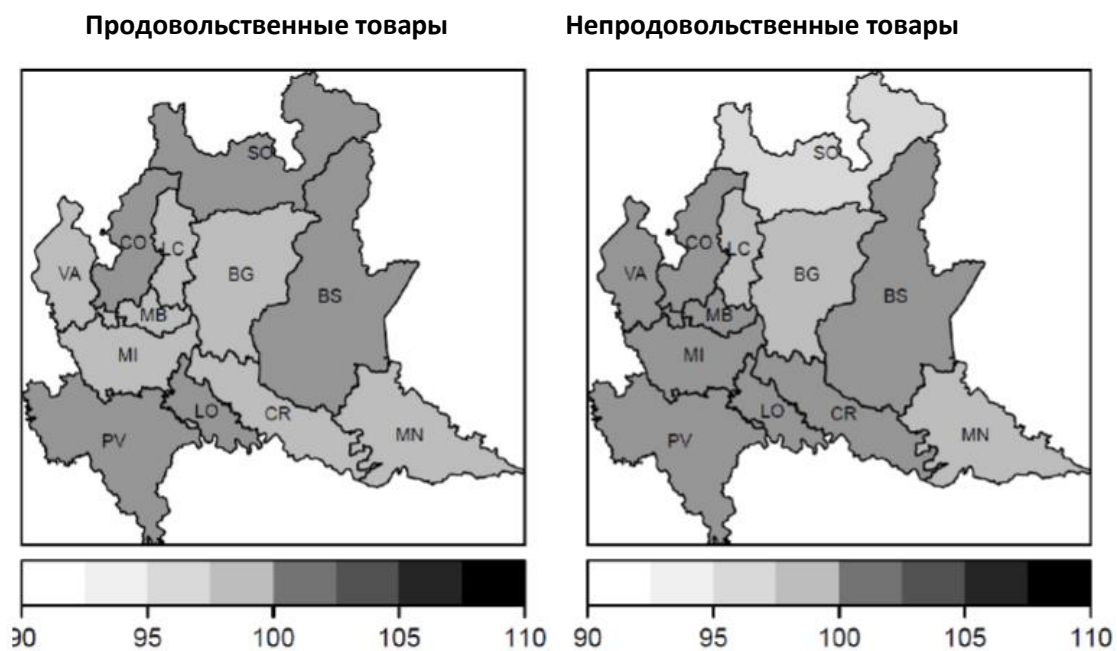 Продовольственные товары
Непродовольственные товары
SO
CO
LC
VA
BG
BS
MB
MI
LO
CR
PV
MN
90 95 100 105 110
SO
CO
LC
VA
BG
BS
MB
MI
LO
CR
PV
MN
90 95 100 105 110